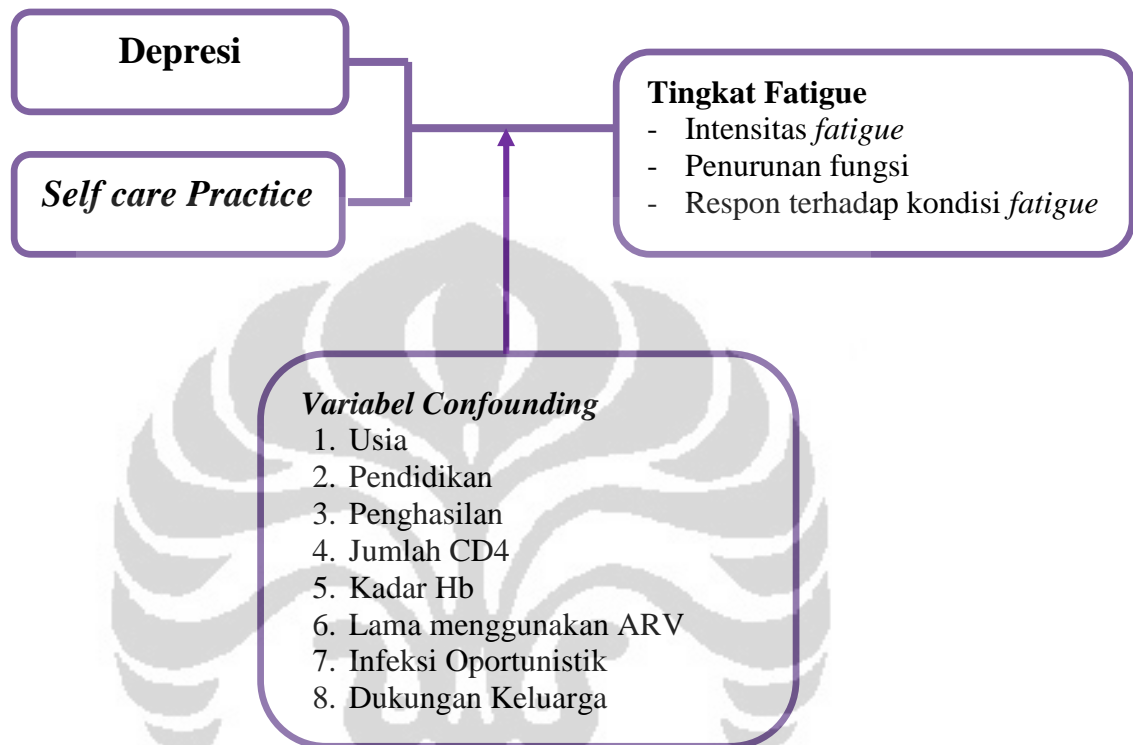 Depresi
Self care Practice
Tingkat Fatigue
- Intensitas fatigue
- Penurunan fungsi
- Respon terhadap kondisi fatigue
Variabel Confounding
1. Usia
2. Pendidikan
3. Penghasilan
4. Jumlah CD4
5. Kadar Hb
6. Lama menggunakan ARV
7. Infeksi Oportunistik
8. Dukungan Keluarga